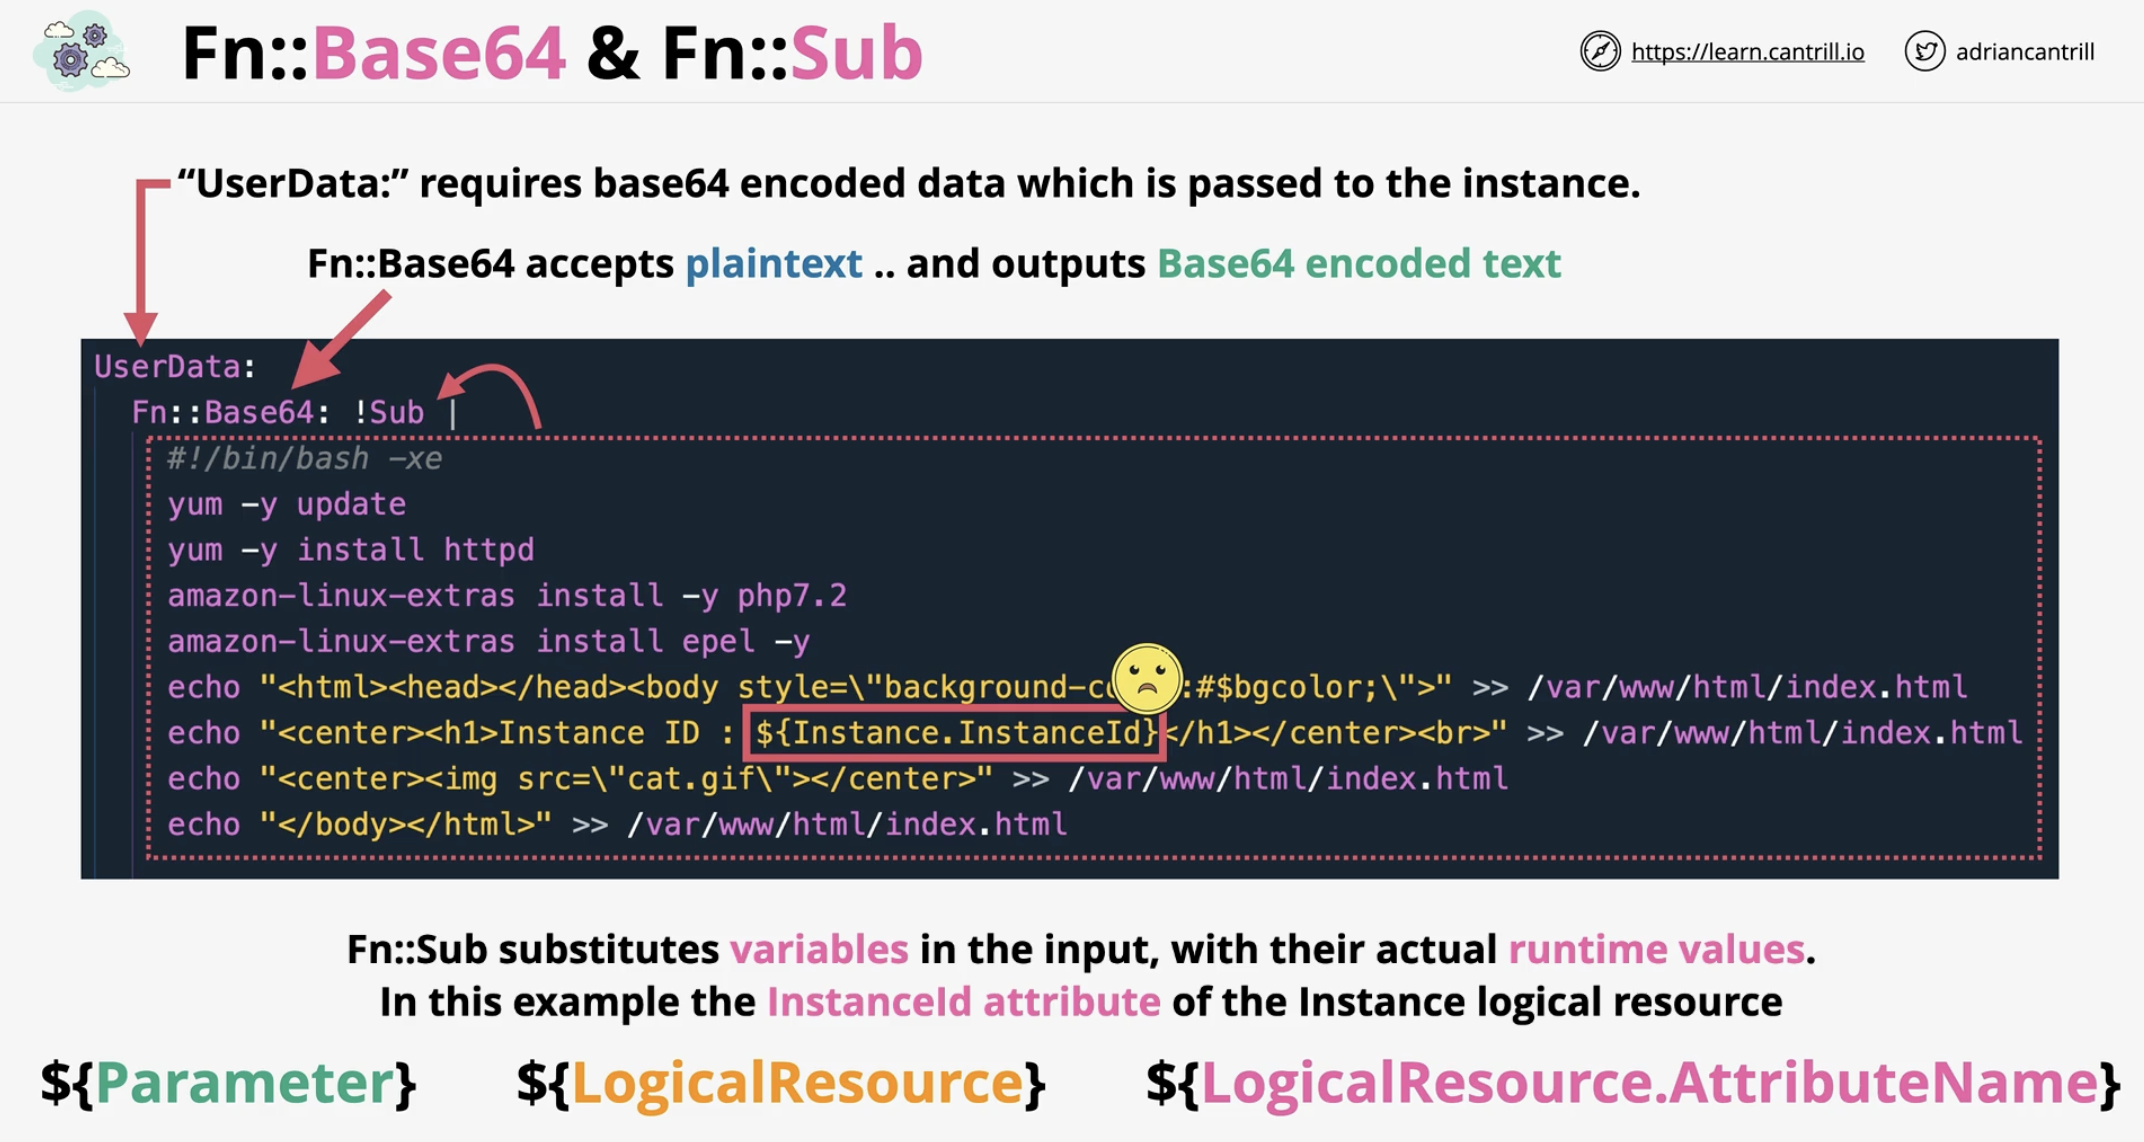 Fn::Base64 & Fn::Sub
https://learn.cantrill.io
adriancantrill
“UserData:” requires base64 encoded data which is passed to the instance.
Fn::Base64 accepts plaintext .. and outputs Base64 encoded text
UserData:
Fn::Base64: !Sub |
#!/bin/bash -xe
yum -y update
yum -y install httpd
amazon-linux-extras install -y php7.2
amazon-linux-extras install epel -y
echo "<html><head></head><body style=\"background-c :#$bgcolor;\">" >> /var/www/html/index.html
echo "<center><h1>Instance ID : ${Instance.InstanceId}</h1></center><br>" >> /var/www/html/index.html
echo "<center><img src=\"cat.gif\"></center>" >> /var/www/html/index.html
echo "</body></html>" >> /var/www/html/index.html
Fn::Sub substitutes variables in the input, with their actual runtime values.
In this example the InstanceId attribute of the Instance logical resource
${Parameter} ${LogicalResource} ${LogicalResource.AttributeName}